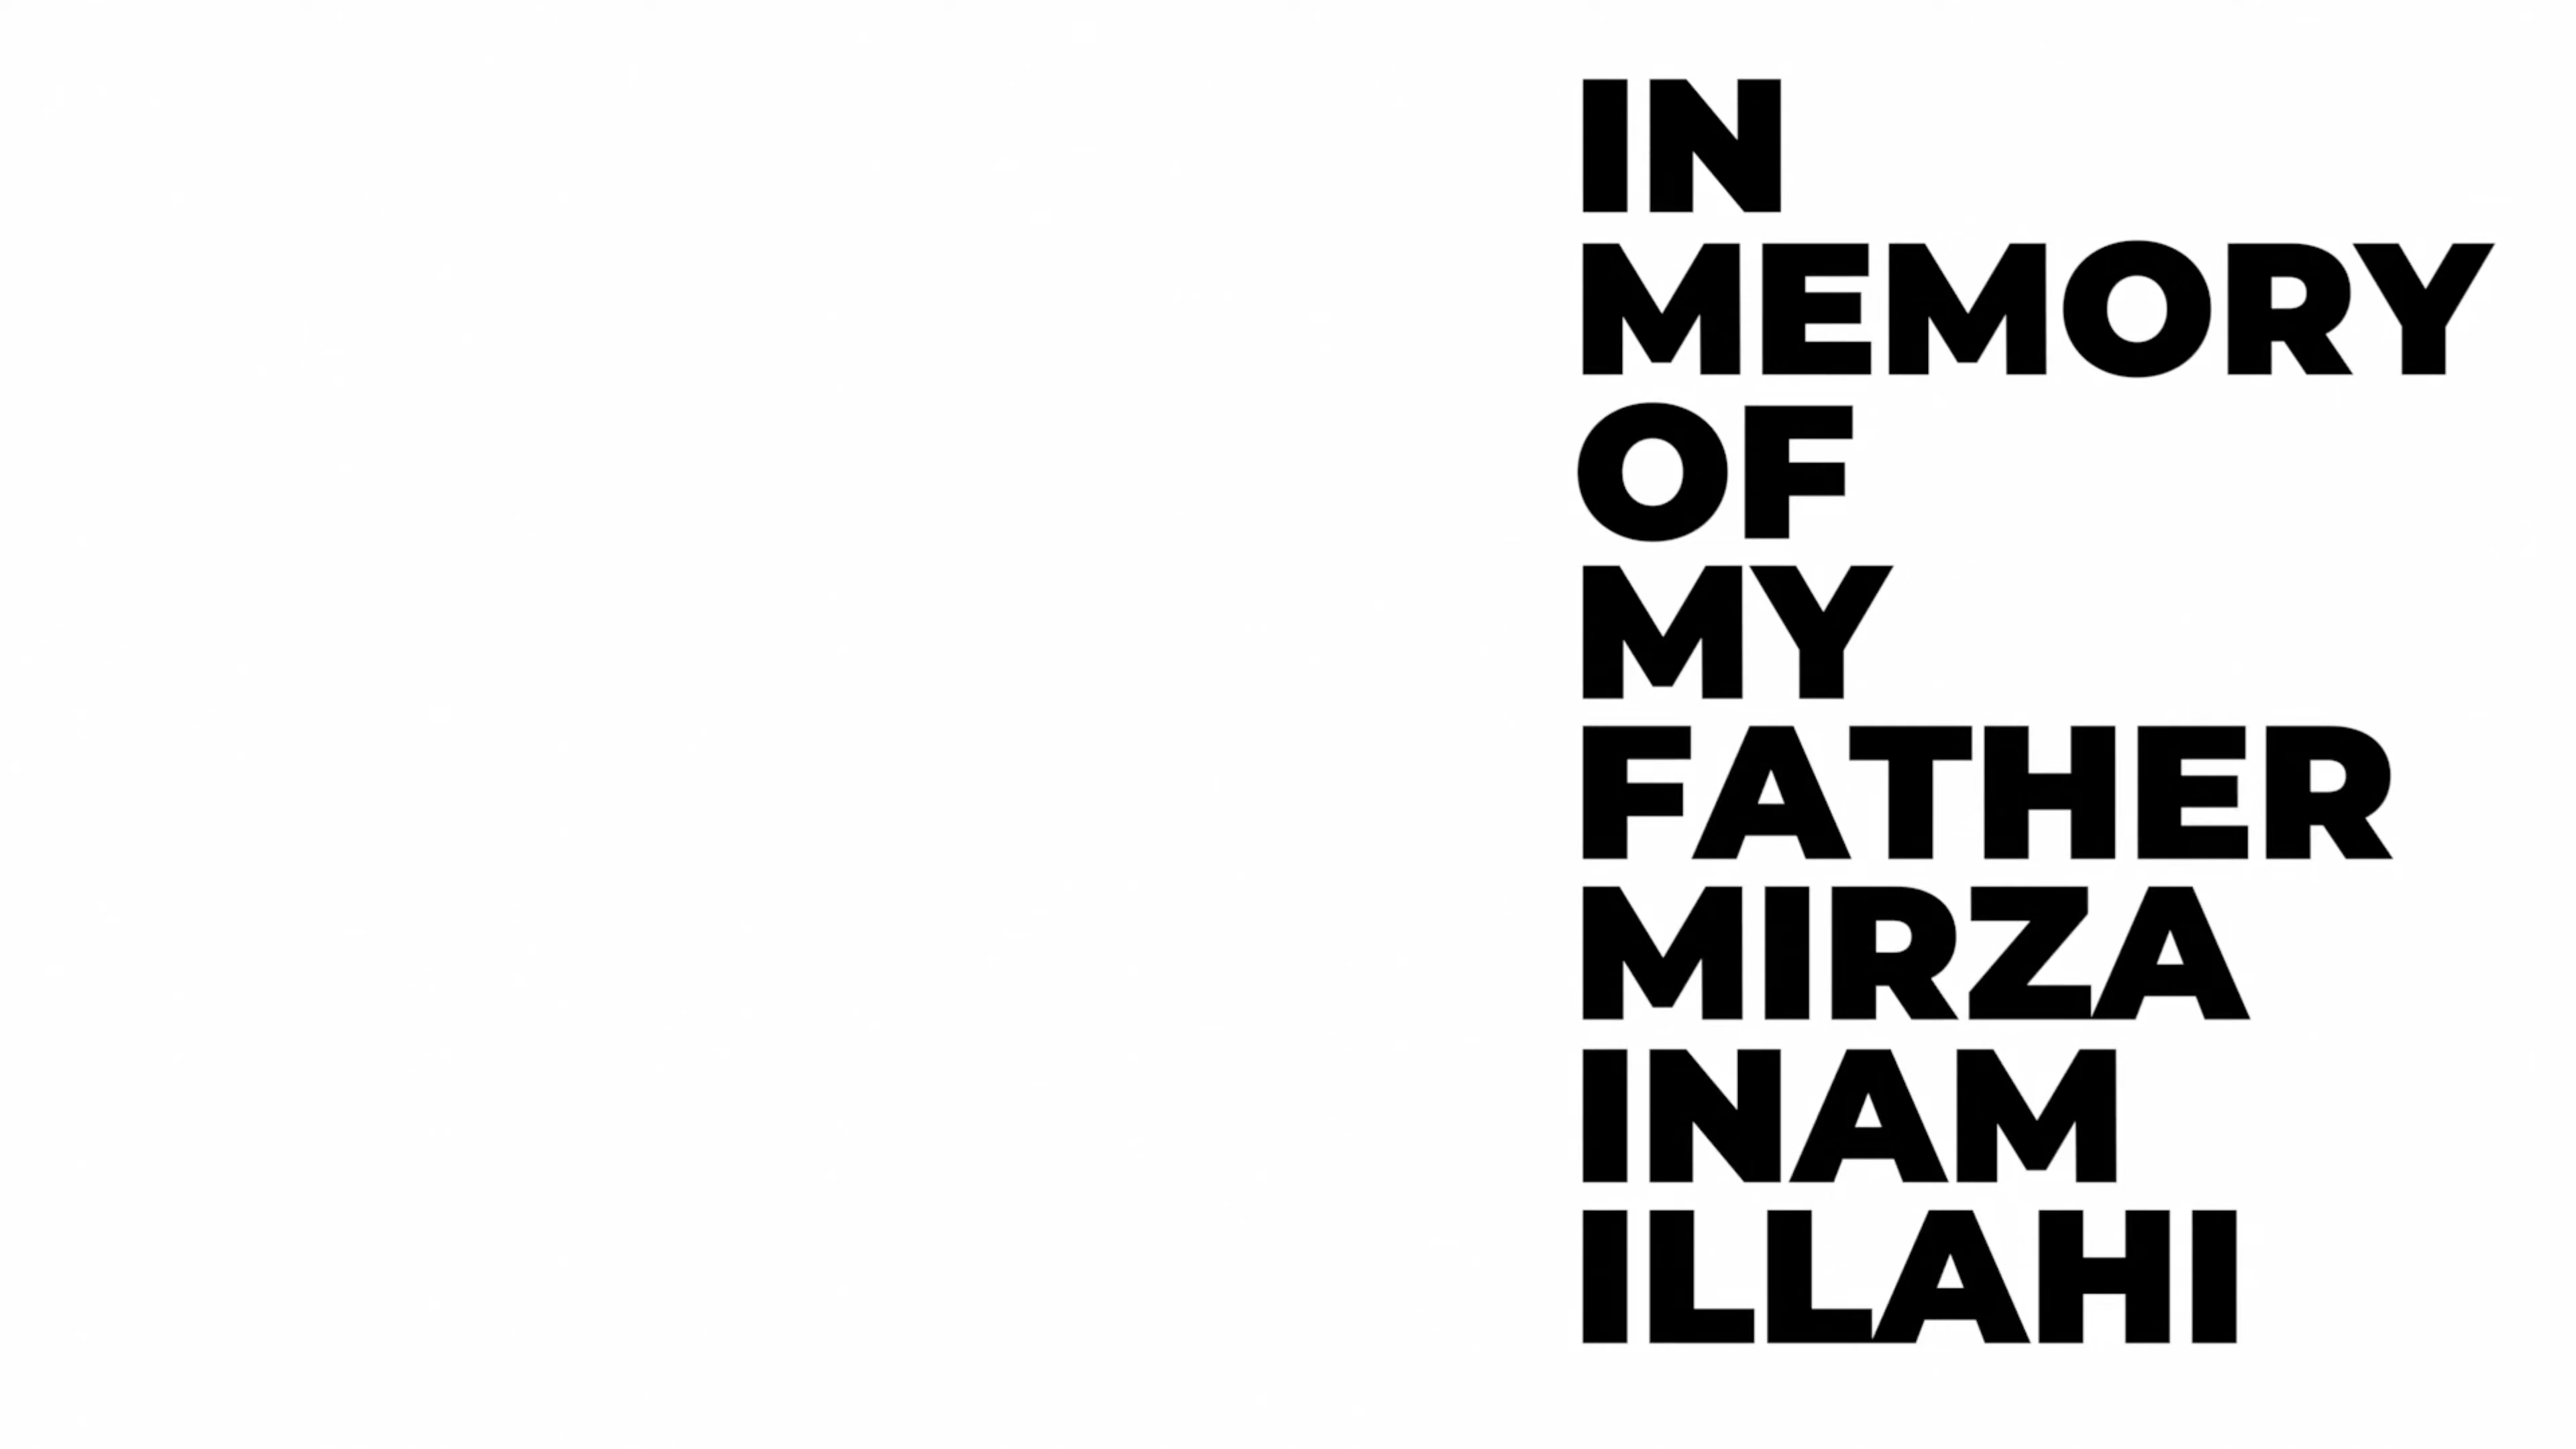 IN
MEMORY
OF
MY
FATHER
MIRZA
INAM
ILLAHI